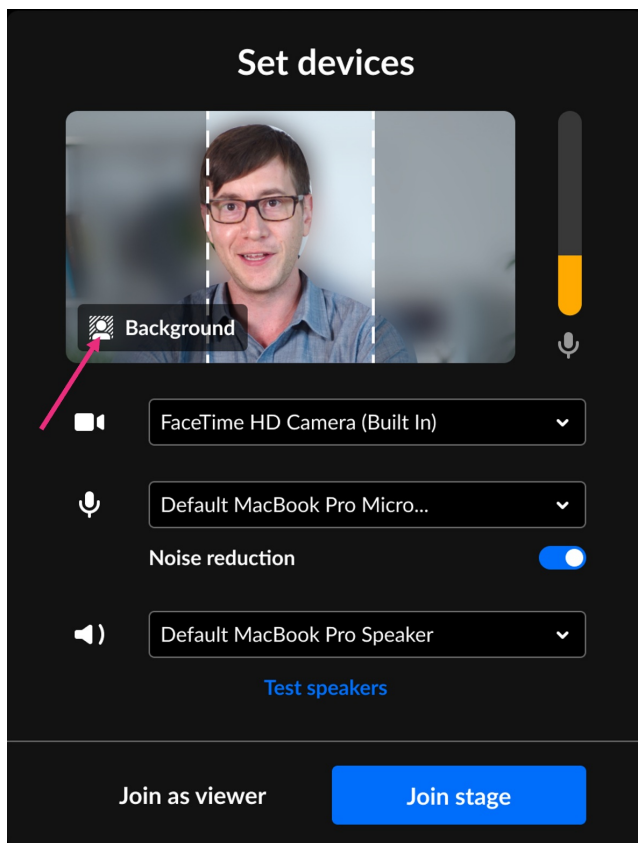 Set devices
Background
FaceTime HD Camera (Built In)
Default MacBook Pro Micro...
Noise reduction
Default MacBook Pro Speaker
Test speakers
Join as viewer
Join stage